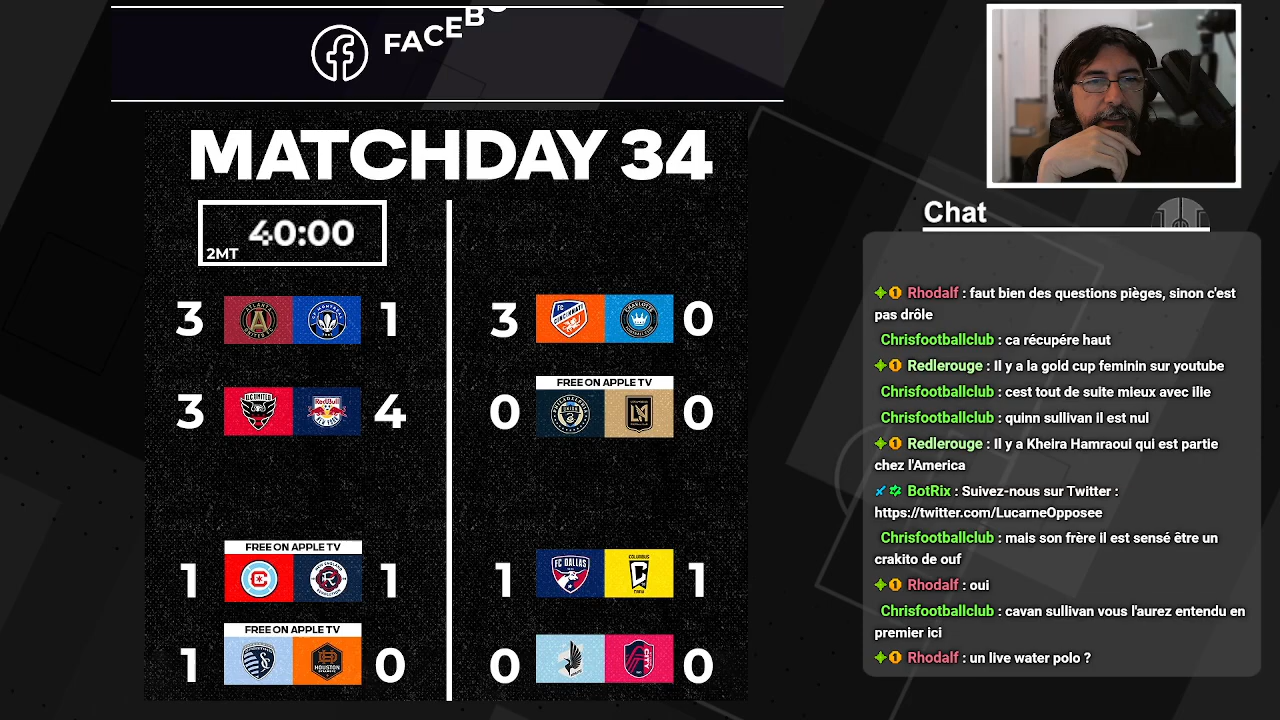 FACEB
MATCHDAY 34
2MT 40:00
3 1
3 0
3 4
FREE ON APPLE TV
0 0
FREE ON APPLE TV
1 1
1 1
FREE ON APPLE TV
1 0
0 0
Chat
Rhodalf : faut bien des questions pièges, sinon c'est
pas drôle
Chrisfootballclub : ca récupére haut
Redlerouge : Il y a la gold cup feminin sur youtube
Chrisfootballclub : cest tout de suite mieux avec ilie
Chrisfootballclub : quinn sullivan il est nul
Redlerouge : Il y a Kheira Hamraoui qui est partie
chez l'America
BotRix : Suivez-nous sur Twitter :
https://twitter.com/LucarneOpposee
Chrisfootballclub : mais son frère il est sensé être un
crakito de ouf
Rhodalf : oui
Chrisfootballclub : cavan sullivan vous l'aurez entendu en
premier ici
Rhodalf : un live water polo ?